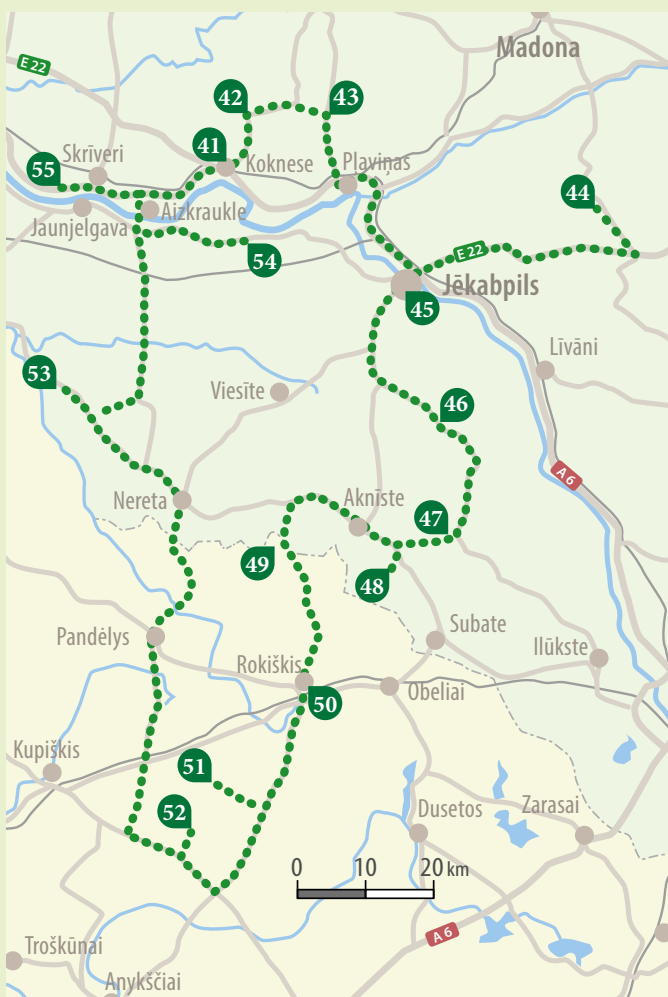 Madona
E 22
42
43
41
Koknese
Pļaviņas
55
Skrīveri
44
Jaunjelgava
Aizkraukle
54
E 22
Jēkabpils
45
53
Līvāni
Viesīte
46
A 6
Nereta
Aknīste
47
49
48
Pandėlys
Subate
Ilūkste
Rokiškis
50
Obeliai
Kupiškis
51
52
Dusetos
Zarasai
0 10 20 km
A 6
Troškūnai
Anykščiai